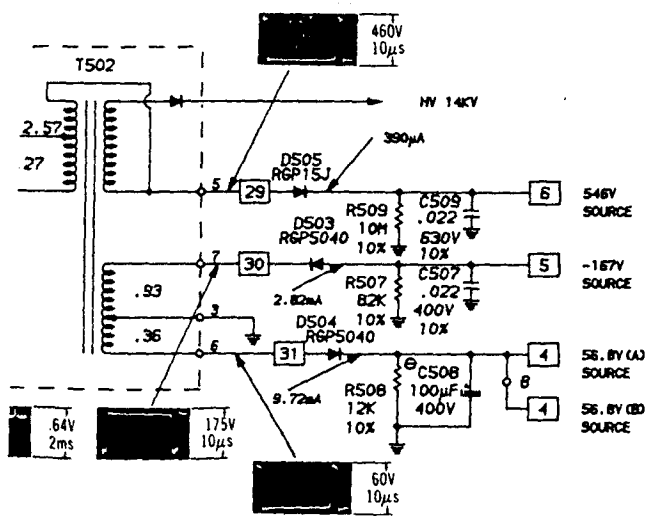 460V
10µs
T502
HV 14KV
2.57
.27
390µA
D505
RGP15J
5
29
6
546V
SOURCE
R509
10M
10%
C509
.022
630V
10%
D503
RGP5040
7
30
5
-167V
SOURCE
2.82mA
R507
82K
10%
C507
.022
400V
10%
.93
3
.36
D504
RGP5040
6
31
4
56.8V(A)
SOURCE
9.72mA
R508
12K
10%
C508
100µF
400V
B
4
56.8V(B)
SOURCE
.64V
2ms
175V
10µs
60V
10µs